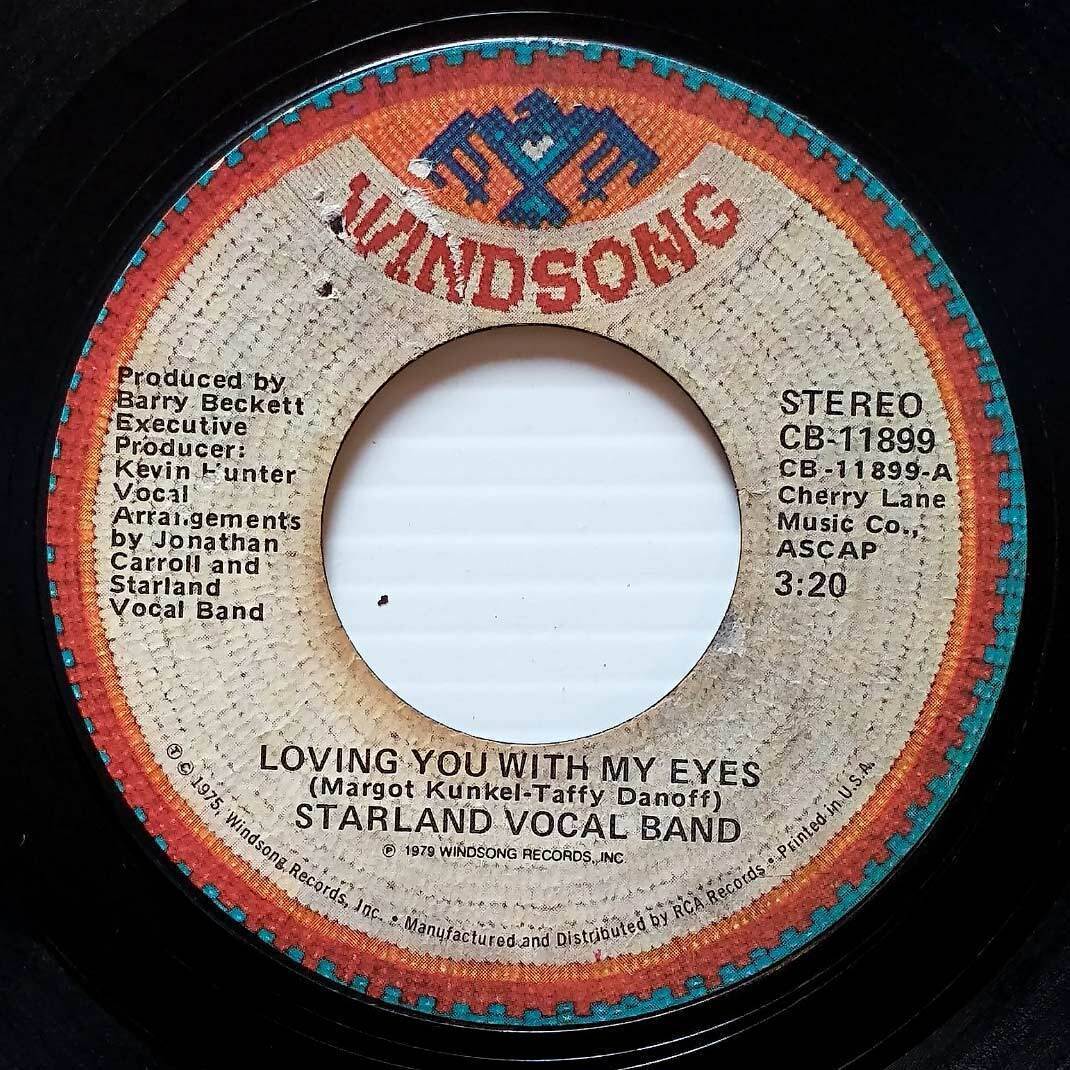 WINDSONG
Produced by
Barry Beckett
Executive
Producer:
Kevin Hunter
Vocal
Arrangements
by Jonathan
Carroll and
Starland
Vocal Band
STEREO
CB-11899
CB-11899-A
Cherry Lane
Music Co.,
ASCAP
3:20
LOVING YOU WITH MY EYES
(Margot Kunkel-Taffy Danoff)
STARLAND VOCAL BAND
℗ 1979 WINDSONG RECORDS, INC.
Ⓣ © 1975, Windsong Records, Inc. • Manufactured and Distributed by RCA Records • Printed in U.S.A.